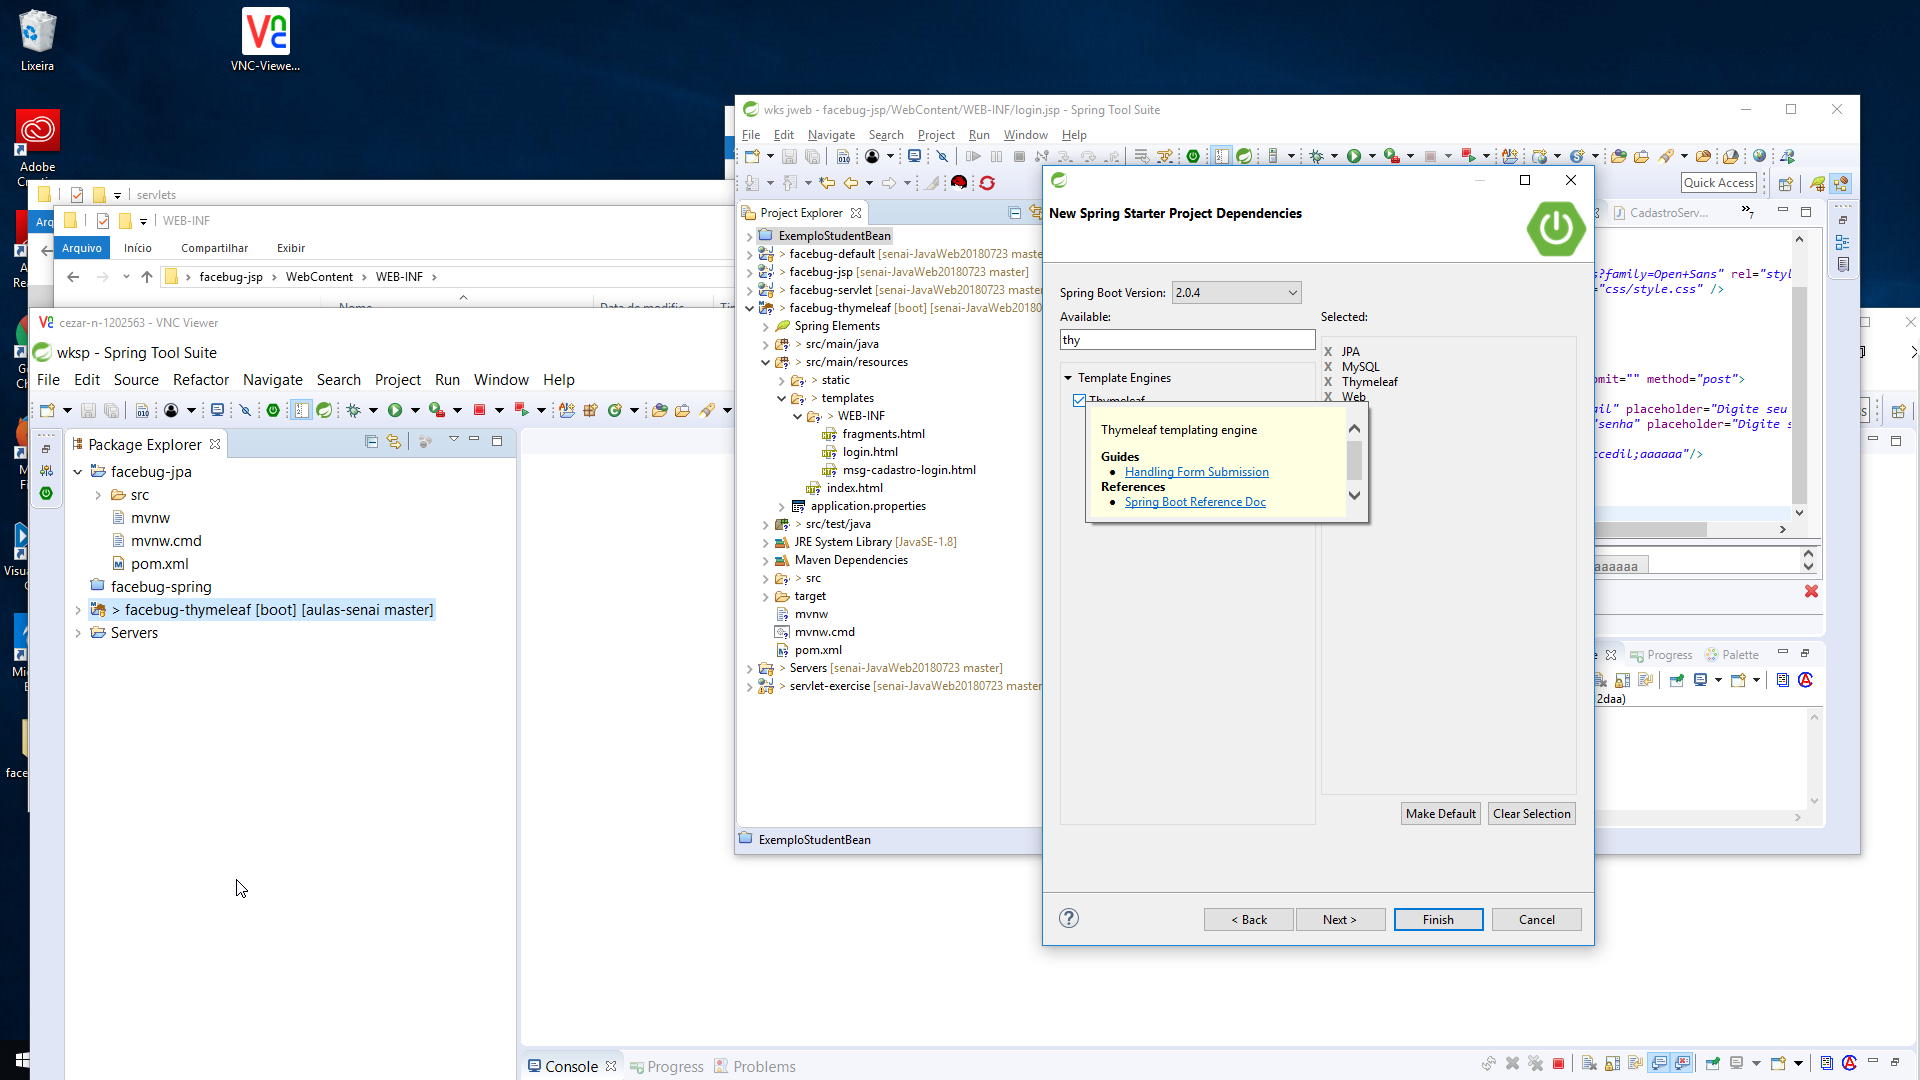 Lixeira
VNC-Viewe...
Adobe
servlets
WEB-INF
Arquivo
Início
Compartilhar
Exibir
facebug-jsp
WebContent
WEB-INF
cezar-n-1202563 - VNC Viewer
wksp - Spring Tool Suite
File Edit Source Refactor Navigate Search Project Run Window Help
Package Explorer
facebug-jpa
src
mvnw
mvnw.cmd
pom.xml
facebug-spring
> facebug-thymeleaf [boot] [aulas-senai master]
Servers
Console
Progress
Problems
wks jweb - facebug-jsp/WebContent/WEB-INF/login.jsp - Spring Tool Suite
File Edit Navigate Search Project Run Window Help
Quick Access
Project Explorer
ExemploStudentBean
> facebug-default [senai-JavaWeb20180723 maste
> facebug-jsp [senai-JavaWeb20180723 master]
> facebug-servlet [senai-JavaWeb20180723 master
> facebug-thymeleaf [boot] [senai-JavaWeb20180
Spring Elements
> src/main/java
> src/main/resources
> static
> templates
> WEB-INF
fragments.html
login.html
msg-cadastro-login.html
index.html
application.properties
> src/test/java
JRE System Library [JavaSE-1.8]
Maven Dependencies
> src
target
mvnw
mvnw.cmd
pom.xml
> Servers [senai-JavaWeb20180723 master]
> servlet-exercise [senai-JavaWeb20180723 master
ExemploStudentBean
CadastroServ...
s?family=Open+Sans" rel="styl
="css/style.css" />
bmit="" method="post">
placeholder="Digite seu
placeholder="Digite s
ccedil;aaaaaa"/>
aaaaaa
Progress
Palette
2daa)
New Spring Starter Project Dependencies
Spring Boot Version: 2.0.4
Available:
thy
Template Engines
Thymeleaf
Thymeleaf templating engine
Guides
Handling Form Submission
References
Spring Boot Reference Doc
Selected:
X JPA
X MySQL
X Thymeleaf
X Web
Make Default
Clear Selection
< Back
Next >
Finish
Cancel